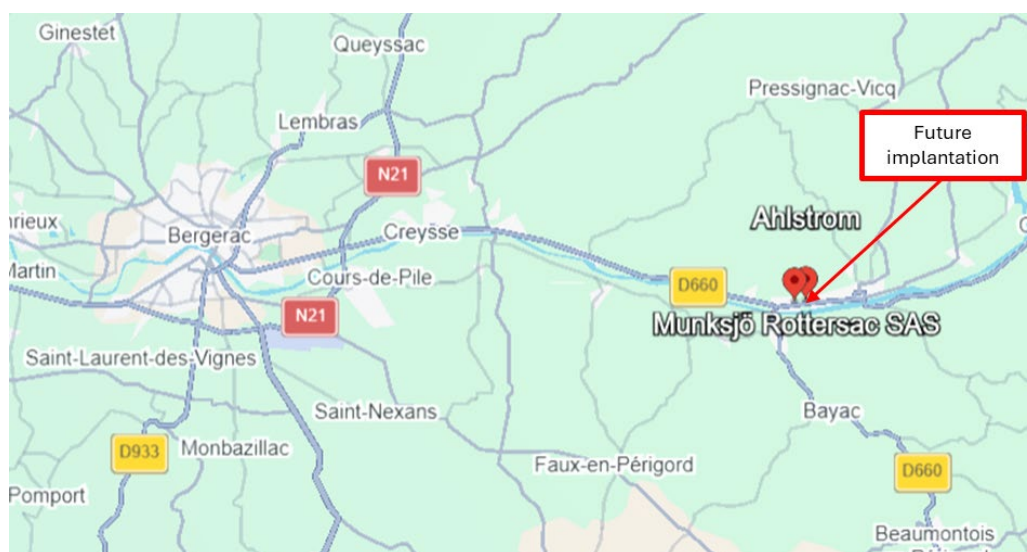 Ginestet
Queyssac
Pressignac-Vicq
Lembras
Future
implantation
N21
Ahlstrom
Bergerac
Creysse
Martin
Cours-de-Pile
D660
N21
Munksjö Rottersac SAS
Saint-Laurent-des-Vignes
Saint-Nexans
Bayac
D933
Monbazillac
Faux-en-Périgord
D660
Pomport
Beaumontois